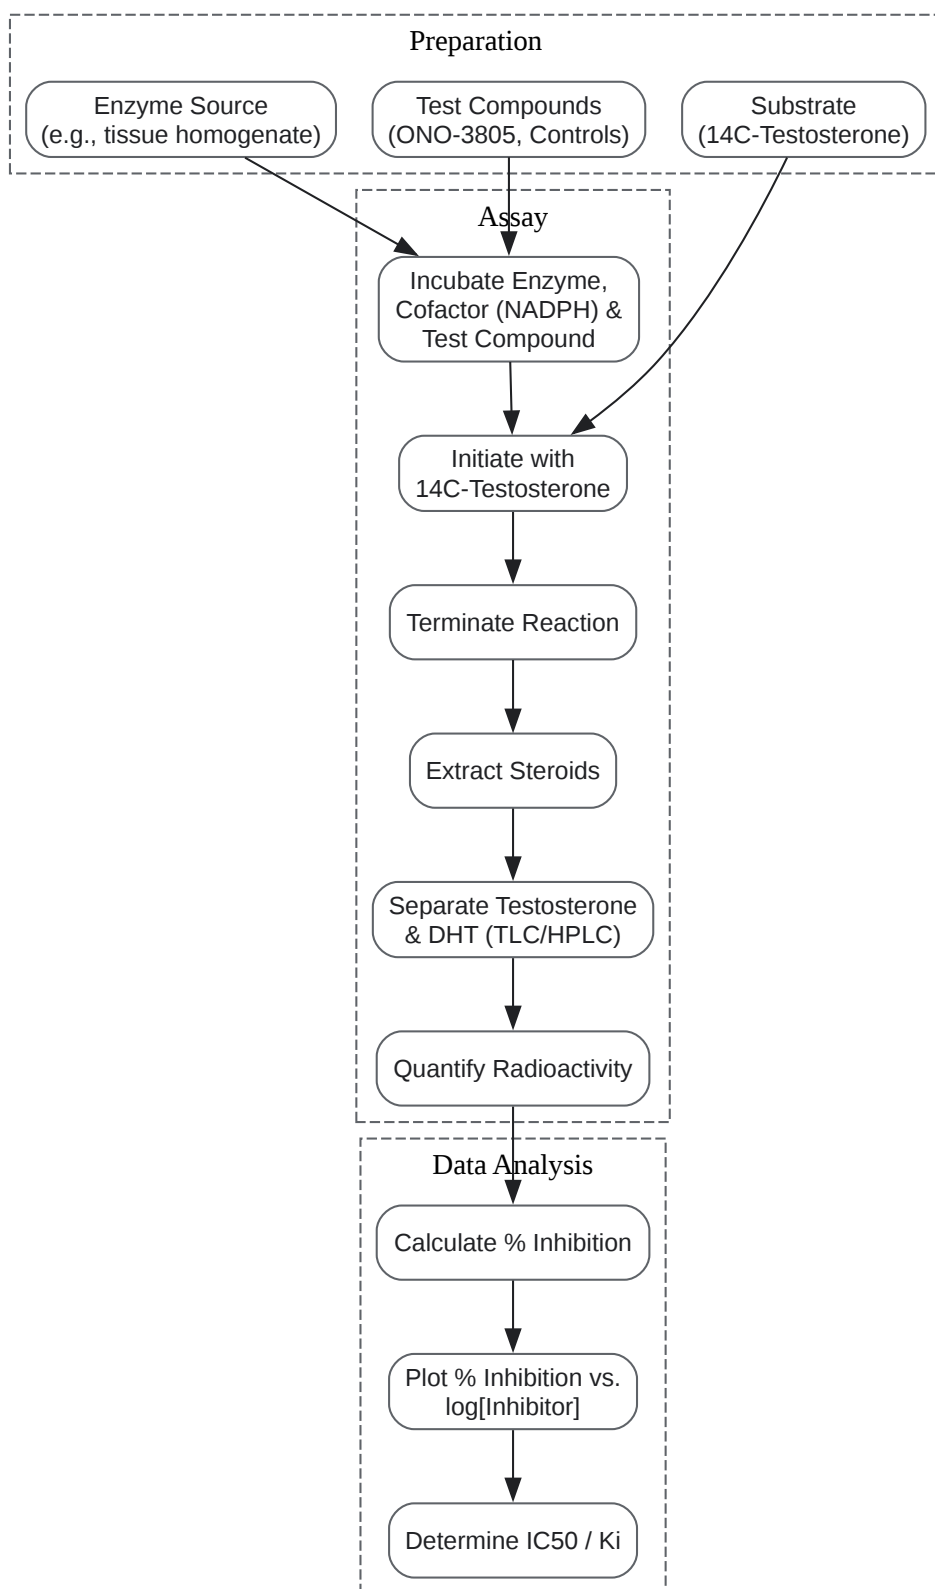 Preparation
Enzyme Source
(e.g., tissue homogenate)
Test Compounds
(ONO-3805, Controls)
Substrate
(14C-Testosterone)
Assay
Incubate Enzyme,
Cofactor (NADPH) &
Test Compound
Initiate with
14C-Testosterone
Terminate Reaction
Extract Steroids
Separate Testosterone
& DHT (TLC/HPLC)
Quantify Radioactivity
Data Analysis
Calculate % Inhibition
Plot % Inhibition vs.
log[Inhibitor]
Determine IC50 / Ki